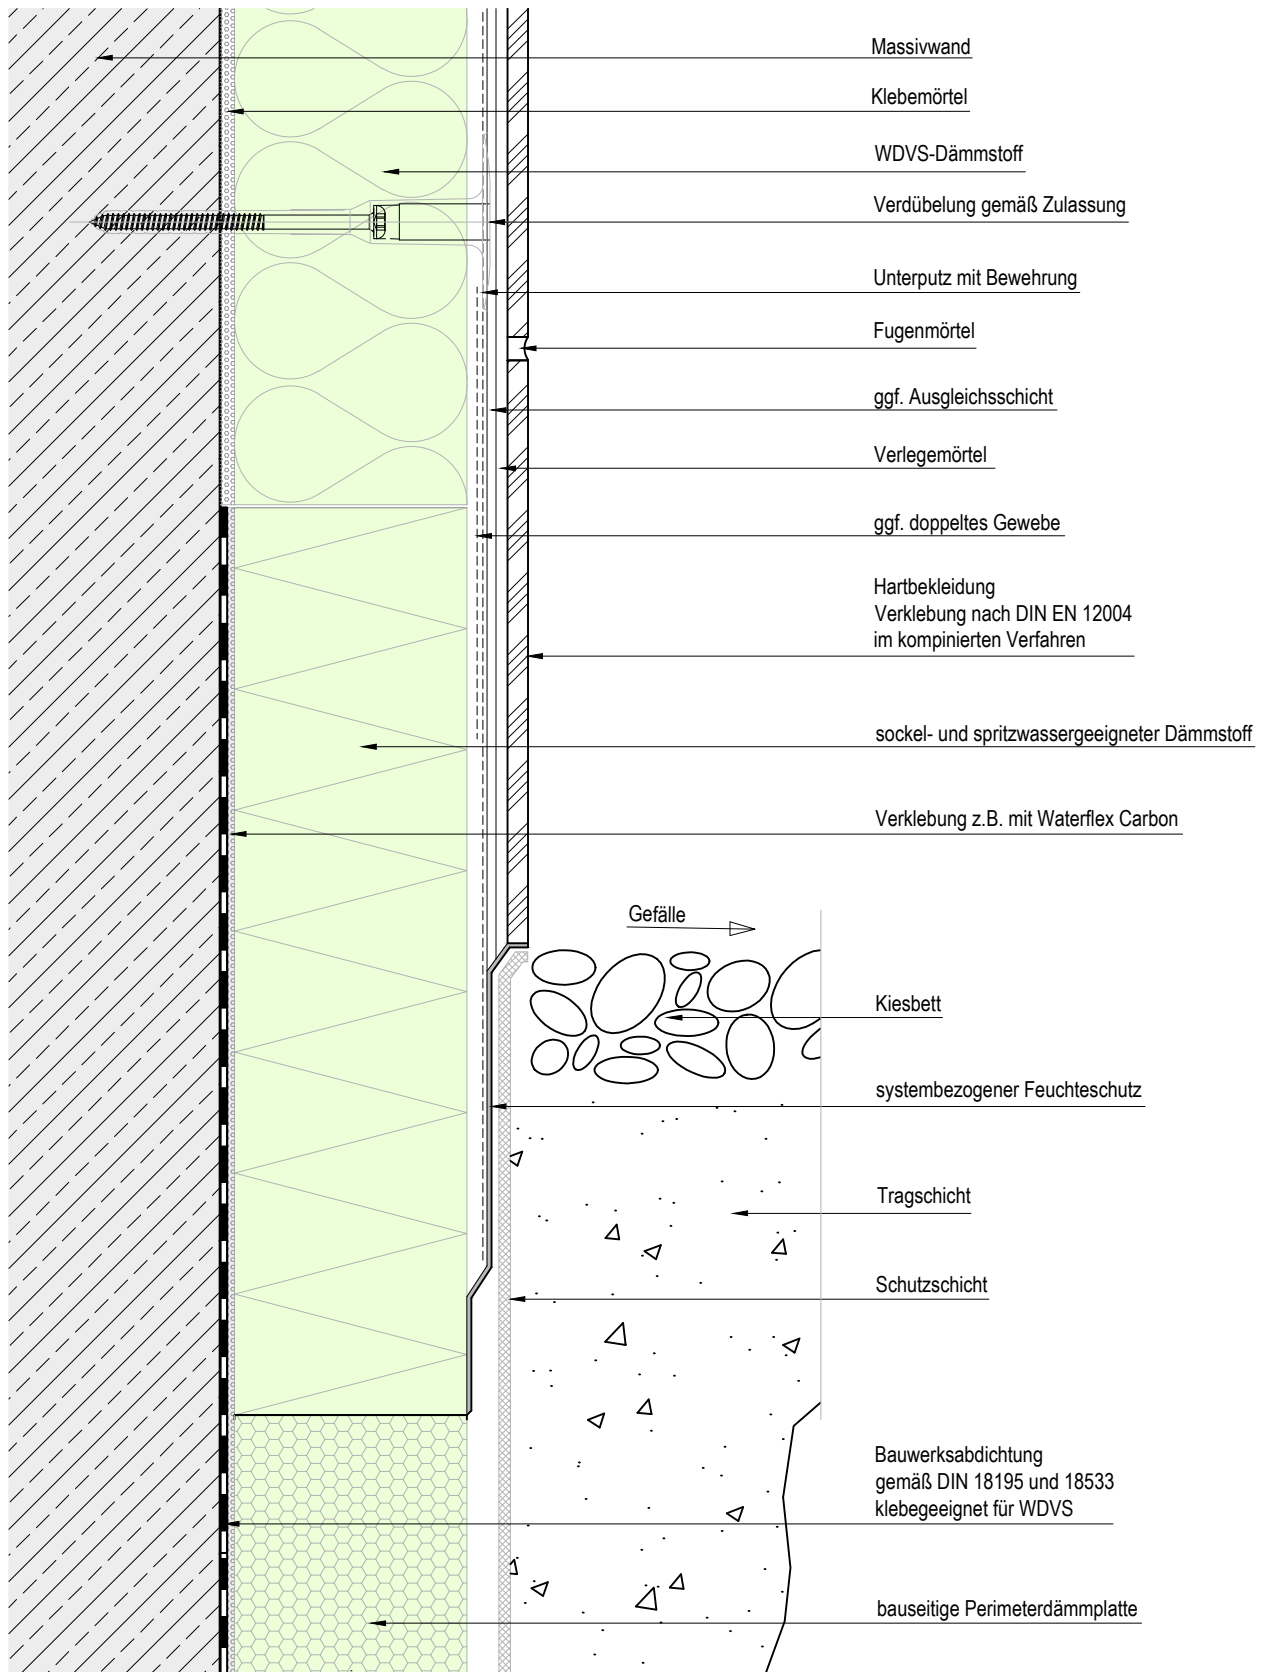 Massivwand
Klebemörtel
WDVS-Dämmstoff
Verdübelung gemäß Zulassung
Unterputz mit Bewehrung
Fugenmörtel
ggf. Ausgleichsschicht
Verlegemörtel
ggf. doppeltes Gewebe
Hartbekleidung
Verklebung nach DIN EN 12004
im kompinierten Verfahren
sockel- und spritzwassergeeigneter Dämmstoff
Verklebung z.B. mit Waterflex Carbon
Gefälle
Kiesbett
systembezogener Feuchteschutz
Tragschicht
Schutzschicht
Bauwerksabdichtung
gemäß DIN 18195 und 18533
klebegeeignet für WDVS
bauseitige Perimeterdämmplatte